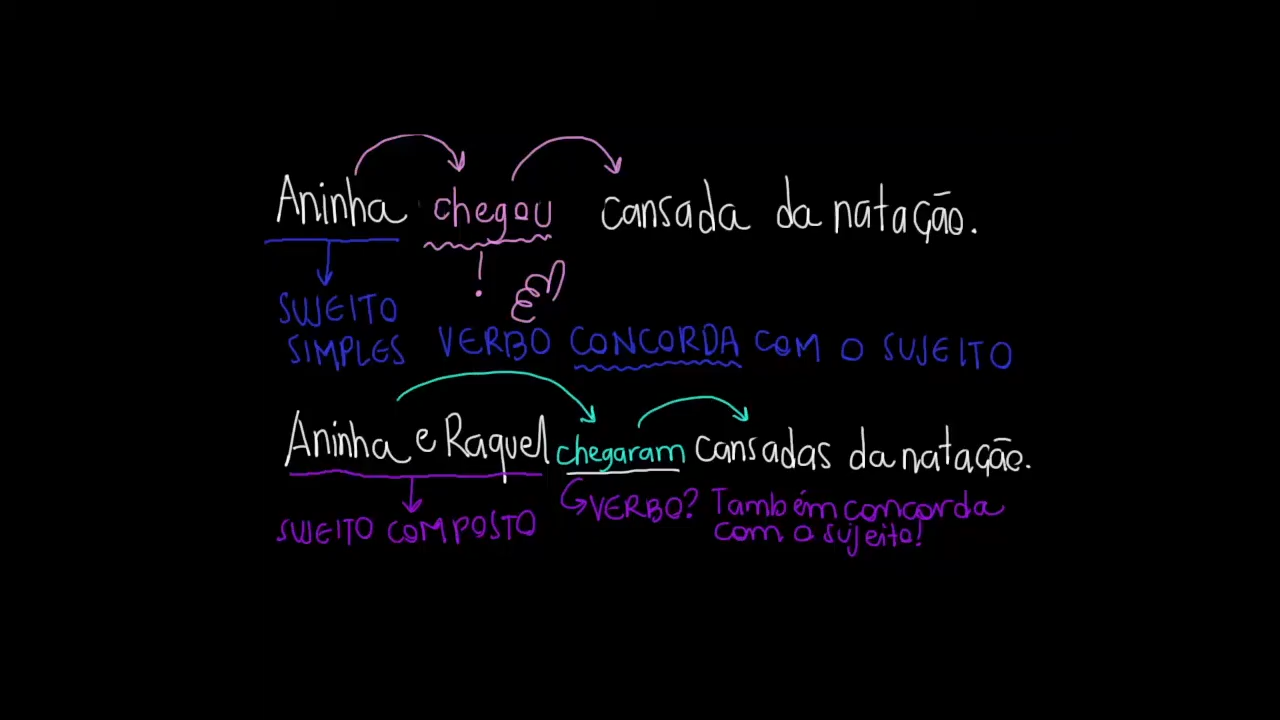 Aninha chegou cansada da natação.
SUJEITO
SIMPLES
VERBO CONCORDA COM O SUJEITO
Aninha e Raquel chegaram cansadas da natação.
SUJEITO COMPOSTO
VERBO? Também concorda
com o sujeito!